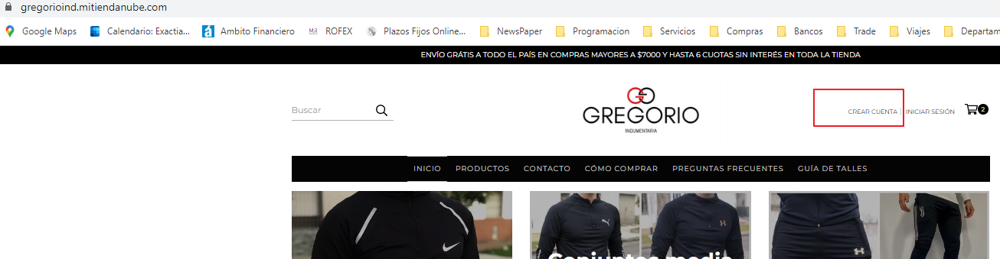 gregorioind.mitiendanube.com
Google Maps Calendario: Exactia... Ambito Financiero ROFEX Plazos Fijos Online... NewsPaper Programacion Servicios Compras Bancos Trade Viajes Departam
ENVÍO GRÁTIS A TODO EL PAÍS EN COMPRAS MAYORES A $7000 Y HASTA 6 CUOTAS SIN INTERÉS EN TODA LA TIENDA
Buscar
GREGORIO
INDUMENTARIA
CREAR CUENTA | INICIAR SESIÓN 2
INICIO PRODUCTOS CONTACTO CÓMO COMPRAR PREGUNTAS FRECUENTES GUÍA DE TALLES
Conjuntos media